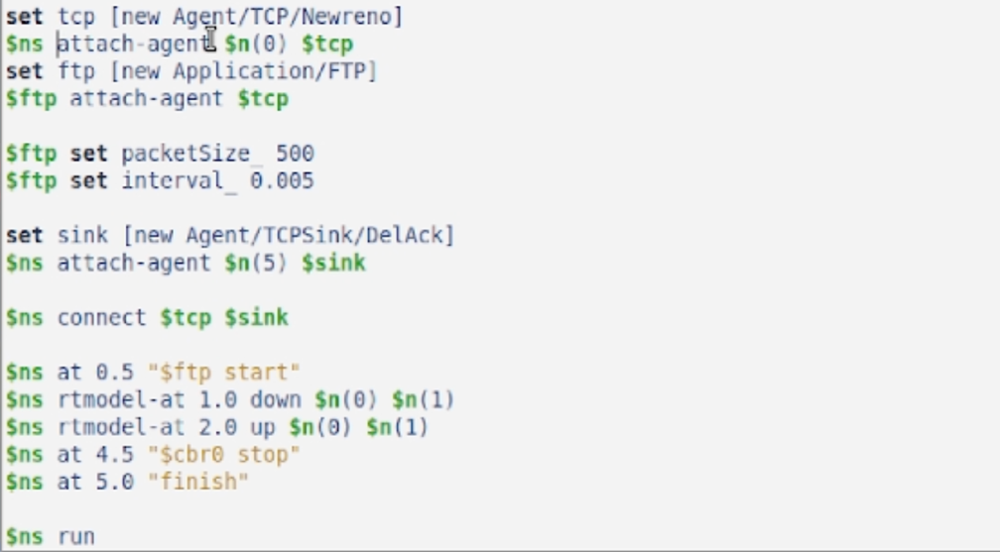 set tcp [new Agent/TCP/Newreno]
$ns attach-agent $n(0) $tcp
set ftp [new Application/FTP]
$ftp attach-agent $tcp
$ftp set packetSize_ 500
$ftp set interval_ 0.005
set sink [new Agent/TCPSink/DelAck]
$ns attach-agent $n(5) $sink
$ns connect $tcp $sink
$ns at 0.5 "$ftp start"
$ns rtmodel-at 1.0 down $n(0) $n(1)
$ns rtmodel-at 2.0 up $n(0) $n(1)
$ns at 4.5 "$cbr0 stop"
$ns at 5.0 "finish"
$ns run